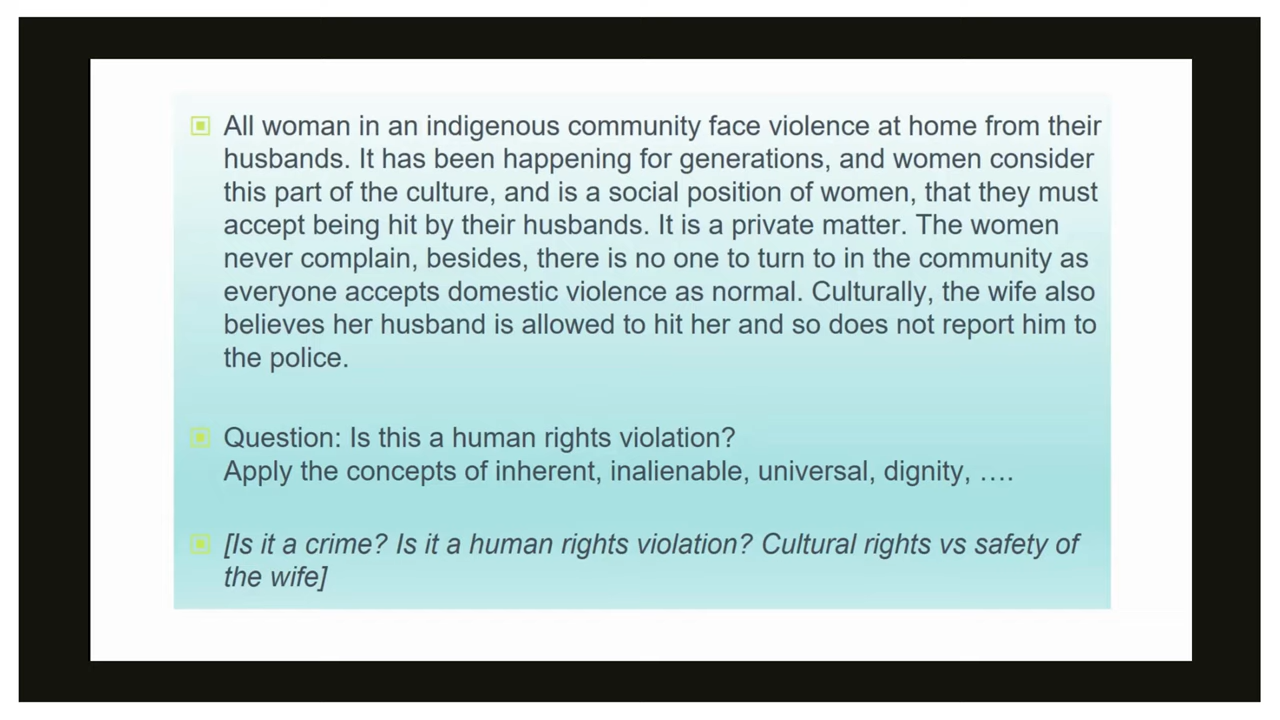 All woman in an indigenous community face violence at home from their
husbands. It has been happening for generations, and women consider
this part of the culture, and is a social position of women, that they must
accept being hit by their husbands. It is a private matter. The women
never complain, besides, there is no one to turn to in the community as
everyone accepts domestic violence as normal. Culturally, the wife also
believes her husband is allowed to hit her and so does not report him to
the police.
Question: Is this a human rights violation?
Apply the concepts of inherent, inalienable, universal, dignity, ….
[Is it a crime? Is it a human rights violation? Cultural rights vs safety of
the wife]